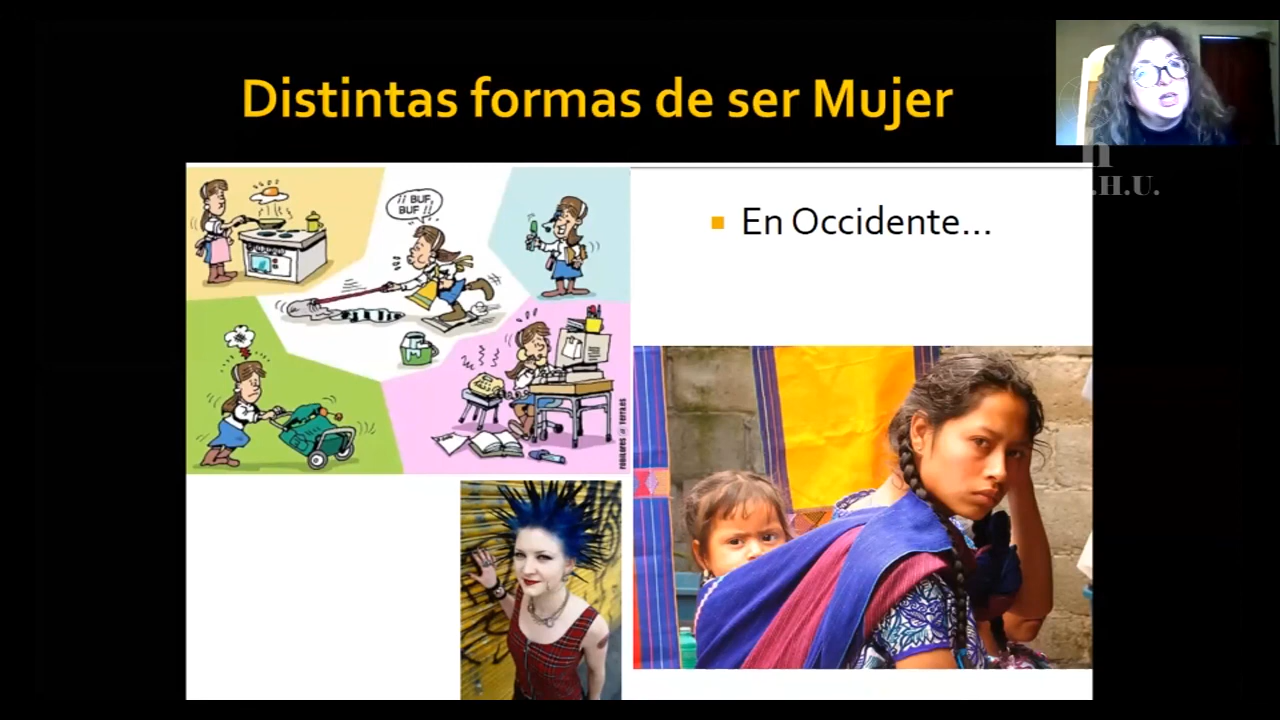 Distintas formas de ser Mujer
.H.U.
¡¡ BUF,
BUF !!
En Occidente...